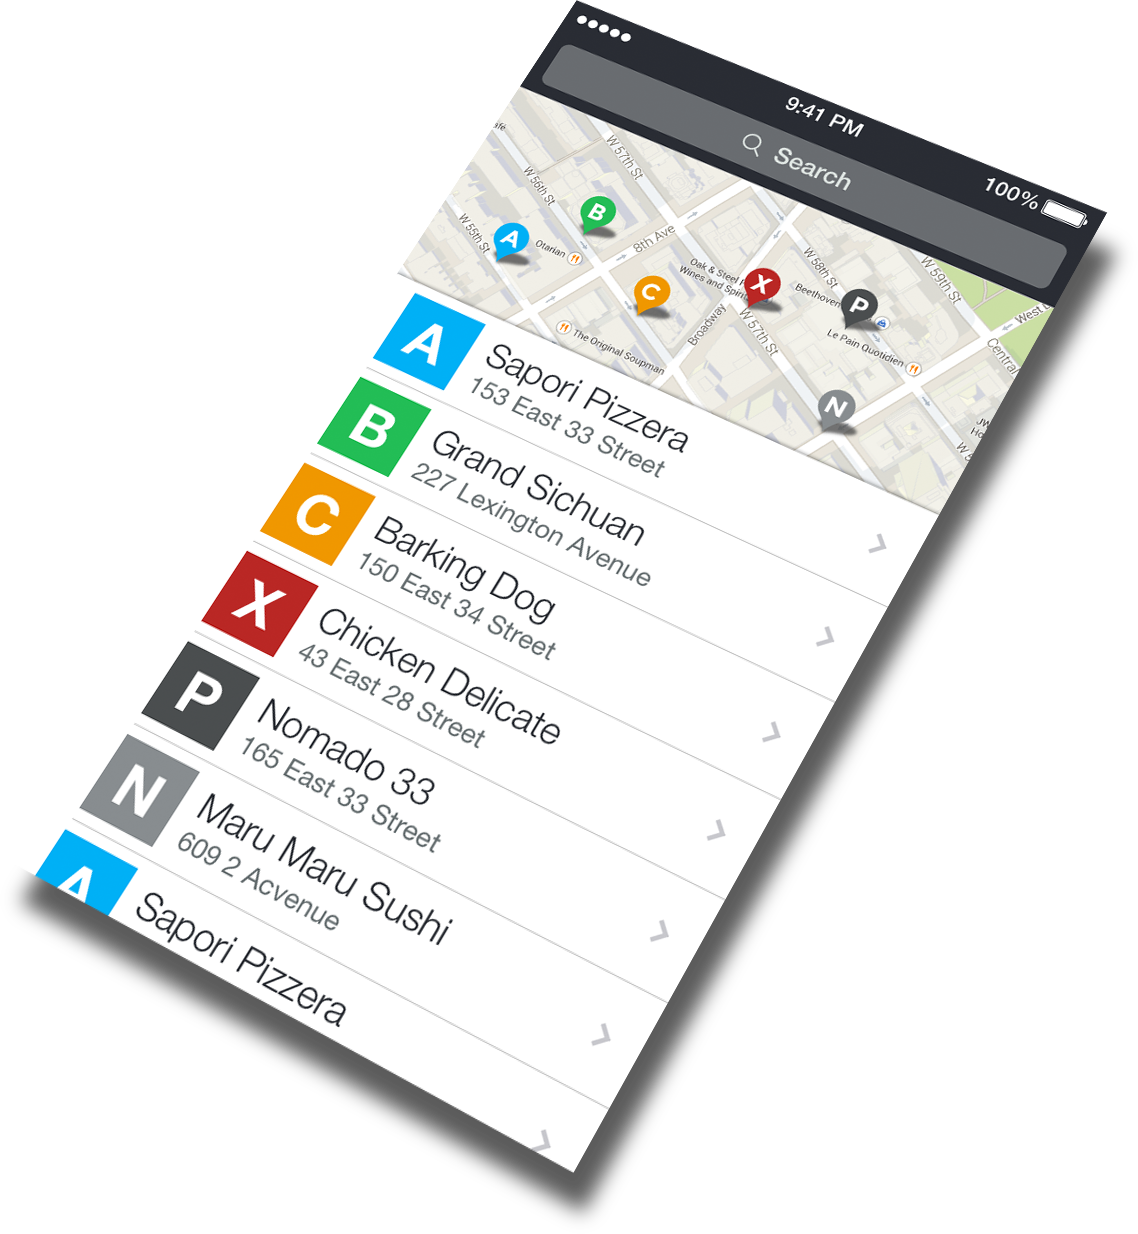 9:41 PM
100%
Search
W 57th St
W 56th St
W 55th St
B
A
Otarian
8th Ave
C
Oak & Steel
Wines and
X
Beethoven
P
W 58th St
W 59th St
West
Central
Le Pain Quotidien
Broadway
W 57th St
The Original Soupman
N
A
Sapori Pizzera
153 East 33 Street
B
Grand Sichuan
227 Lexington Avenue
C
Barking Dog
150 East 34 Street
X
Chicken Delicate
43 East 28 Street
P
Nomado 33
165 East 33 Street
N
Maru Maru Sushi
609 2 Acvenue
A
Sapori Pizzera